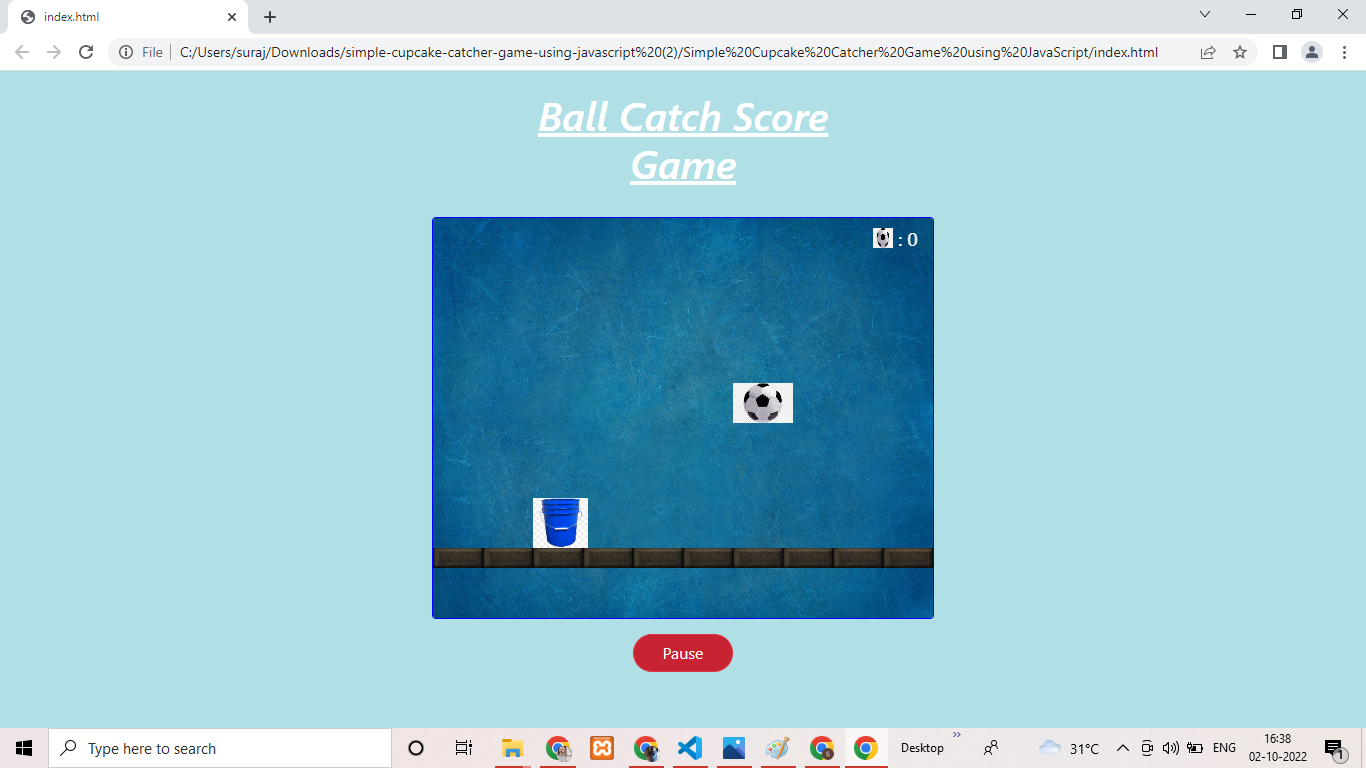 index.html
File
C:/Users/suraj/Downloads/simple-cupcake-catcher-game-using-javascript%20(2)/Simple%20Cupcake%20Catcher%20Game%20using%20JavaScript/index.html
Ball Catch Score
Game
: 0
Pause
Type here to search
Desktop
31°C
ENG
16:38
02-10-2022
1